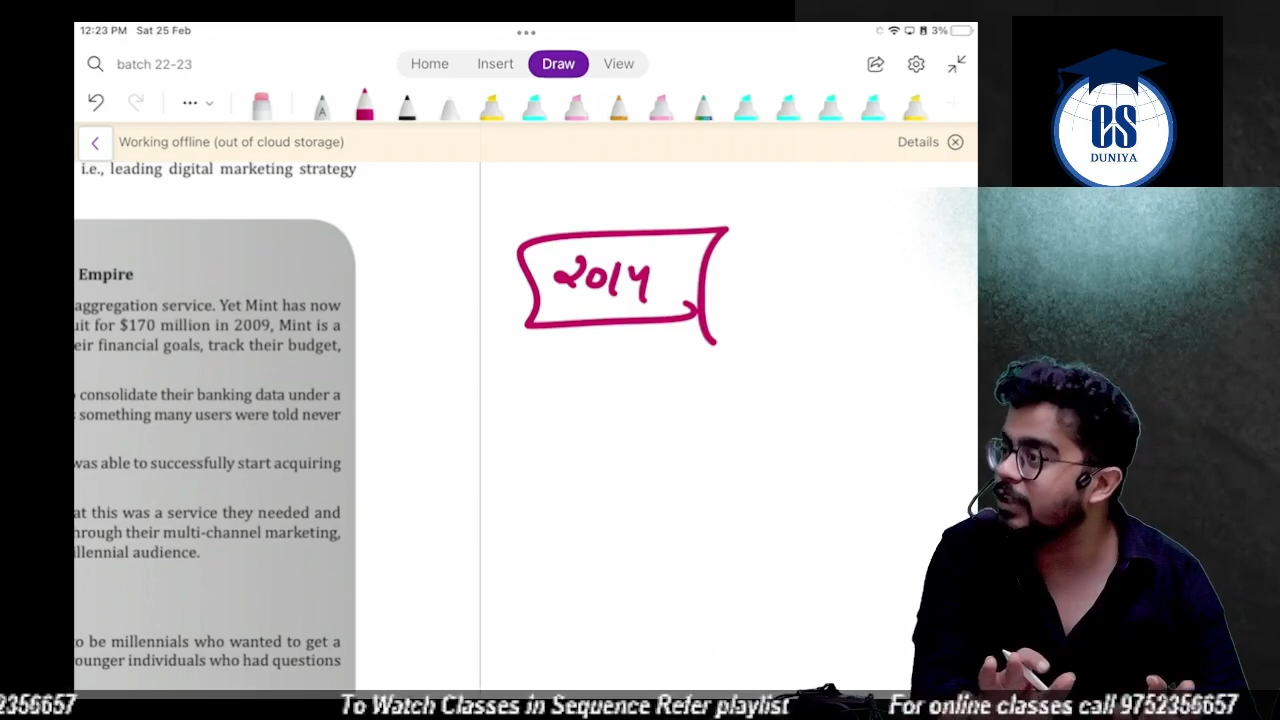 12:23 PM Sat 25 Feb
3%
batch 22-23
Home Insert Draw View
A
Working offline (out of cloud storage) Details
i.e., leading digital marketing strategy
Empire
aggregation service. Yet Mint has now
uit for $170 million in 2009, Mint is a
eir financial goals, track their budget,
consolidate their banking data under a
something many users were told never
was able to successfully start acquiring
at this was a service they needed and
hrough their multi-channel marketing,
illennial audience.
to be millennials who wanted to get a
ounger individuals who had questions
2014
CS
DUNIYA
2356657 To Watch Classes in Sequence Refer playlist For online classes call 9752356657